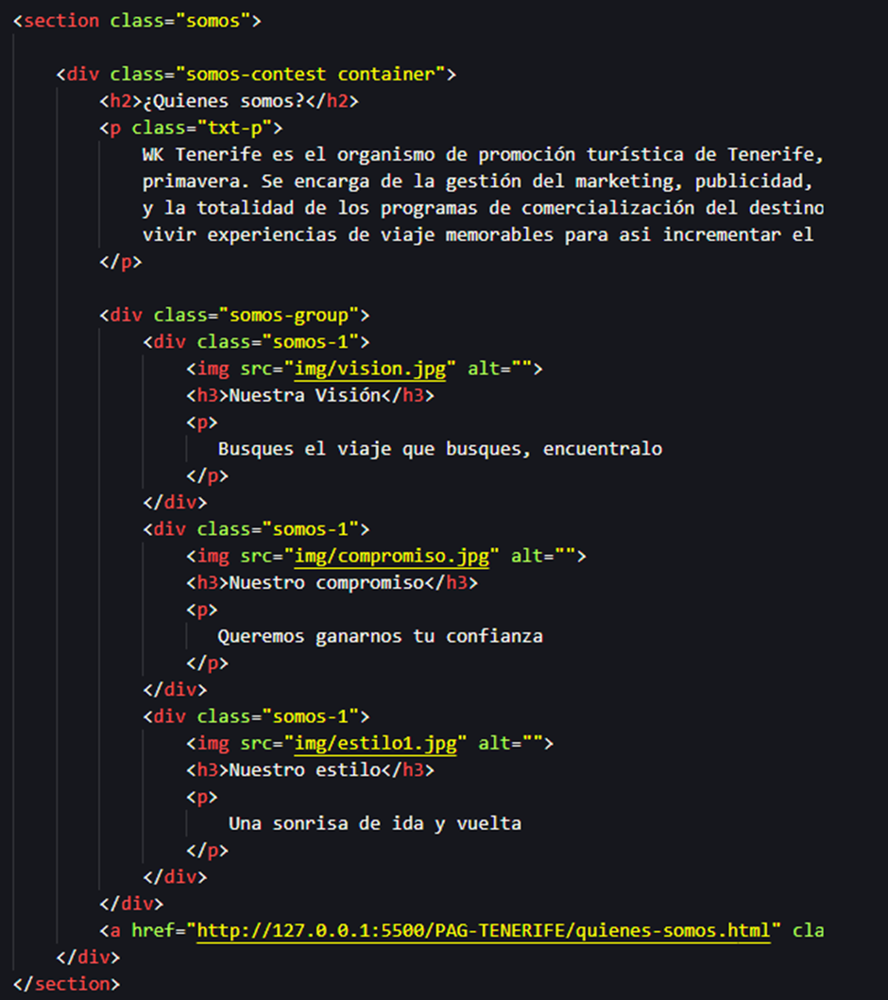 <section class="somos">
<div class="somos-contest container">
<h2>¿Quienes somos?</h2>
<p class="txt-p">
WK Tenerife es el organismo de promoción turística de Tenerife,
primavera. Se encarga de la gestión del marketing, publicidad,
y la totalidad de los programas de comercialización del destino
vivir experiencias de viaje memorables para asi incrementar el
</p>
<div class="somos-group">
<div class="somos-1">
<img src="img/vision.jpg" alt="">
<h3>Nuestra Visión</h3>
<p>
Busques el viaje que busques, encuentralo
</p>
</div>
<div class="somos-1">
<img src="img/compromiso.jpg" alt="">
<h3>Nuestro compromiso</h3>
<p>
Queremos ganarnos tu confianza
</p>
</div>
<div class="somos-1">
<img src="img/estilo1.jpg" alt="">
<h3>Nuestro estilo</h3>
<p>
Una sonrisa de ida y vuelta
</p>
</div>
</div>
<a href="http://127.0.0.1:5500/PAG-TENERIFE/quienes-somos.html" cla
</div>
</section>